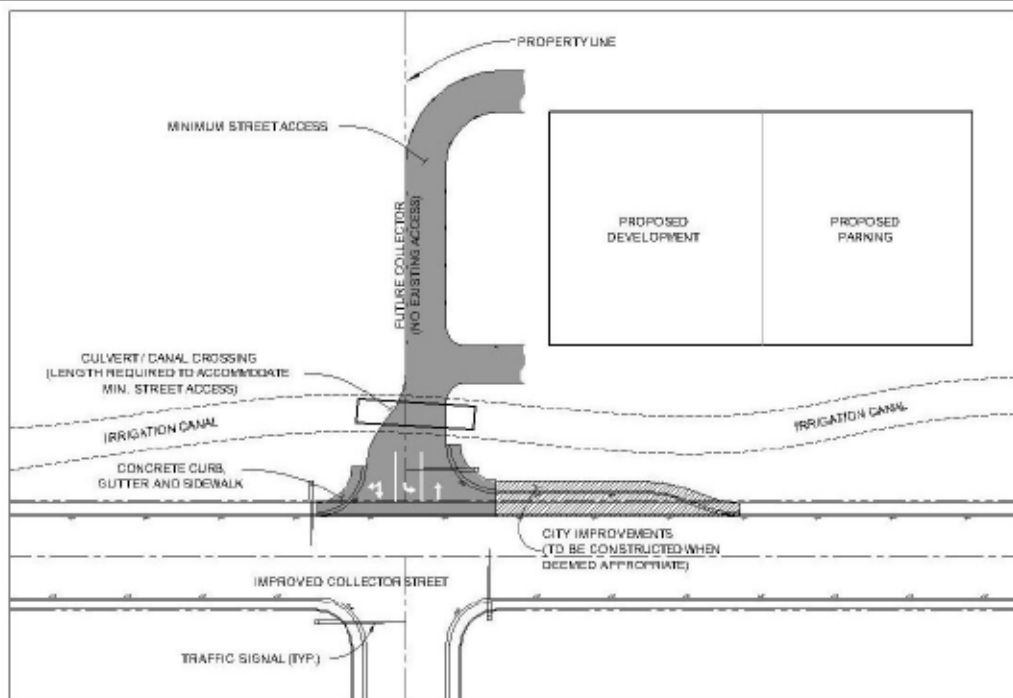 PROPERTY LINE
MINIMUM STREET ACCESS
FUTURE COLLECTOR
(NO EXISTING ACCESS)
PROPOSED
DEVELOPMENT
PROPOSED
PARKING
CULVERT / CANAL CROSSING
(LENGTH REQUIRED TO ACCOMMODATE
MIN. STREET ACCESS)
IRRIGATION CANAL
IRRIGATION CANAL
CONCRETE CURB,
GUTTER AND SIDEWALK
CITY IMPROVEMENTS
(TO BE CONSTRUCTED WHEN
DEEMED APPROPRIATE)
IMPROVED COLLECTOR STREET
TRAFFIC SIGNAL (TYP.)